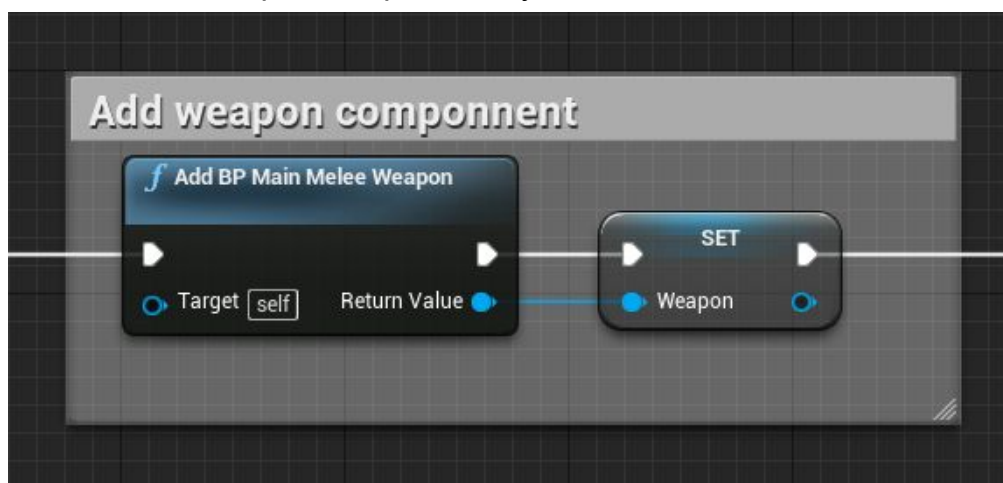 Add weapon componnent
f Add BP Main Melee Weapon
SET
Target self Return Value
Weapon